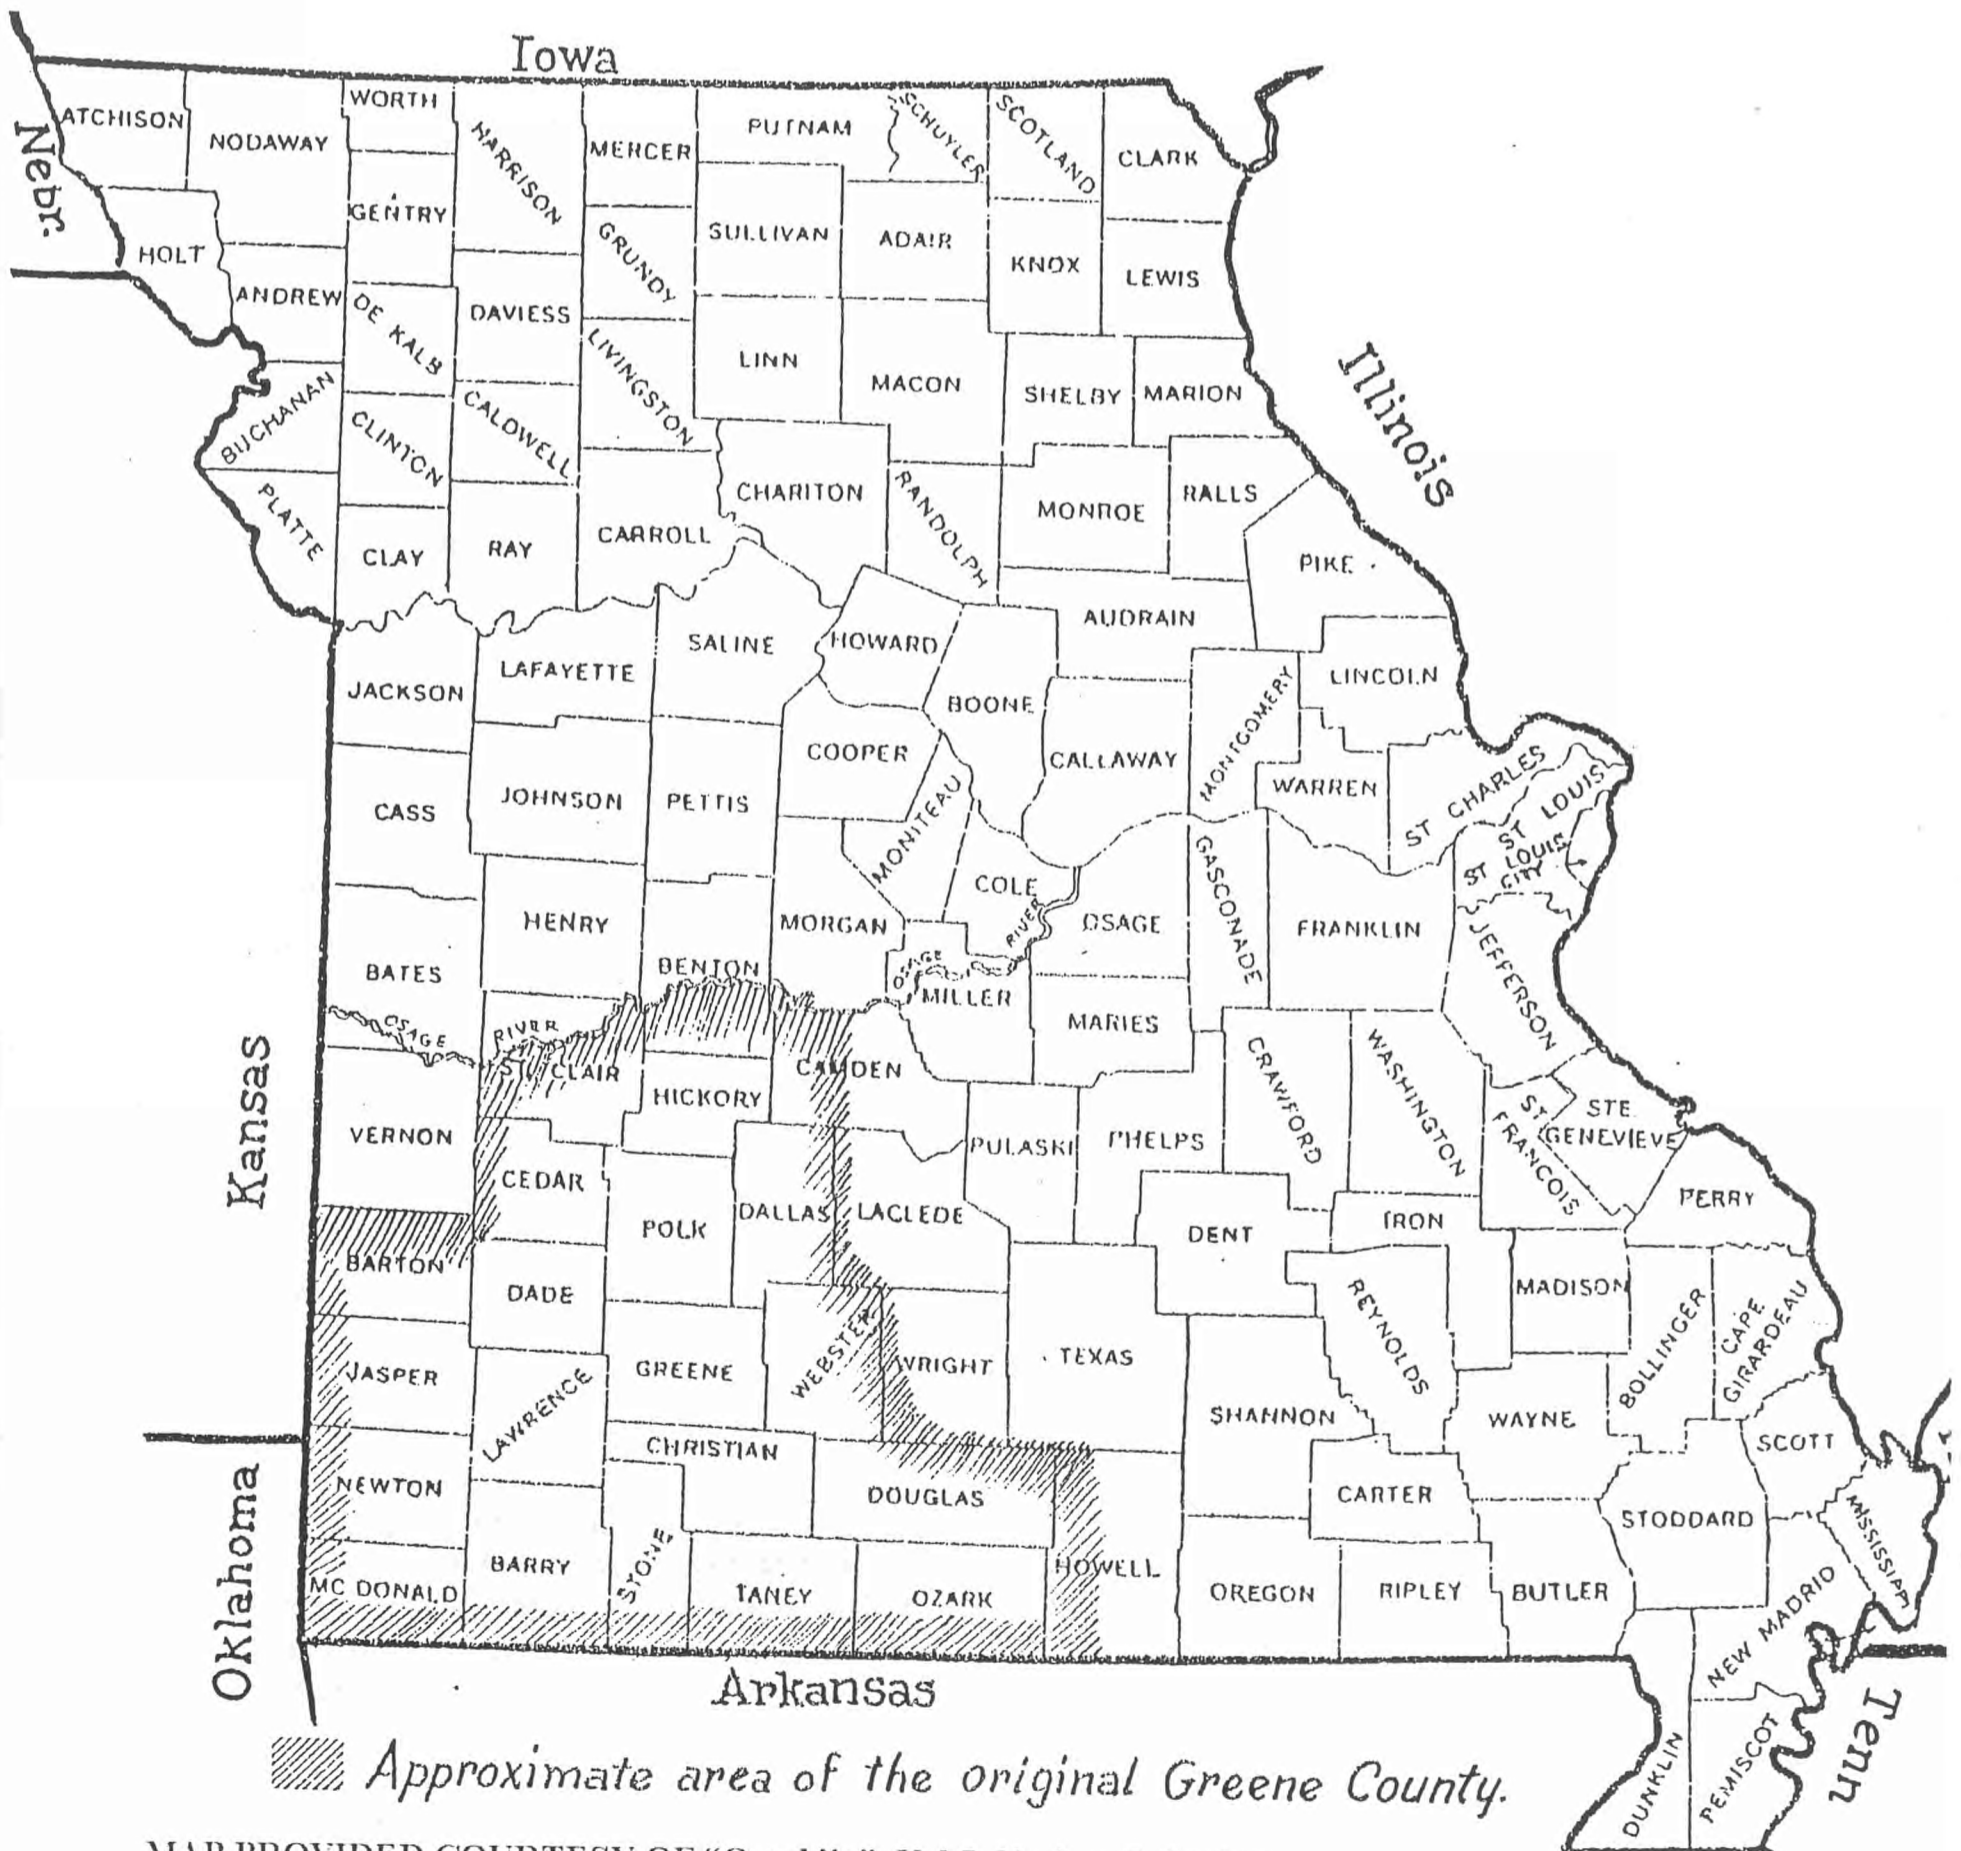 Iowa
Nebr.
Illinois
Kansas
Oklahoma
Arkansas
Tenn
ATCHISON
NODAWAY
WORTH
HARRISON
MERCER
PUTNAM
SCHUYLER
SCOTLAND
CLARK
HOLT
GENTRY
GRUNDY
SULLIVAN
ADAIR
KNOX
LEWIS
ANDREW
DE KALB
DAVIESS
LIVINGSTON
LINN
MACON
SHELBY
MARION
BUCHANAN
CLINTON
CALDWELL
CHARITON
RANDOLPH
MONROE
RALLS
PLATTE
CLAY
RAY
CARROLL
PIKE
AUDRAIN
SALINE
HOWARD
LAFAYETTE
JACKSON
BOONE
LINCOLN
MONTGOMERY
COOPER
CALLAWAY
WARREN
ST CHARLES
ST LOUIS
ST LOUIS
ST
CITY
CASS
JOHNSON
PETTIS
MONITEAU
COLE
OSAGE
GASCONADE
FRANKLIN
JEFFERSON
HENRY
MORGAN
RIVER
OSAGE
BATES
BENTON
MILLER
MARIES
OSAGE
RIVER
ST. CLAIR
CAMDEN
HICKORY
CRAWFORD
WASHINGTON
ST FRANCOIS
STE. GENEVIEVE
VERNON
PULASKI
PHELPS
CEDAR
POLK
DALLAS
LACLEDE
DENT
IRON
PERRY
BARTON
DADE
REYNOLDS
MADISON
BOLLINGER
CAPE GIRARDEAU
JASPER
LAWRENCE
GREENE
WEBSTER
WRIGHT
TEXAS
SHANNON
WAYNE
SCOTT
NEWTON
CHRISTIAN
DOUGLAS
CARTER
STODDARD
MISSISSIPPI
MC DONALD
BARRY
STONE
TANEY
OZARK
HOWELL
OREGON
RIPLEY
BUTLER
NEW MADRID
DUNKLIN
PEMISCOT
Approximate area of the original Greene County.
MAP PROVIDED COURTESY OF